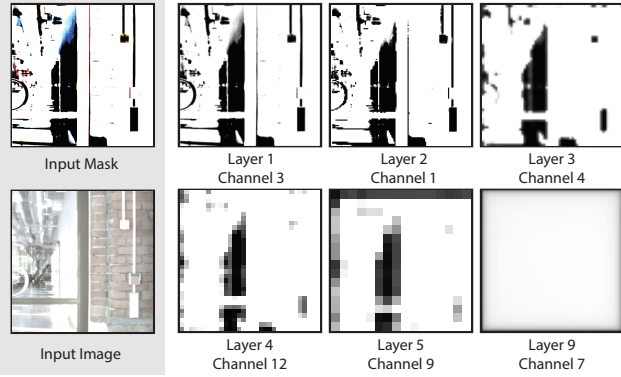 Input Mask
Layer 1
Channel 3
Layer 2
Channel 1
Layer 3
Channel 4
Input Image
Layer 4
Channel 12
Layer 5
Channel 9
Layer 9
Channel 7